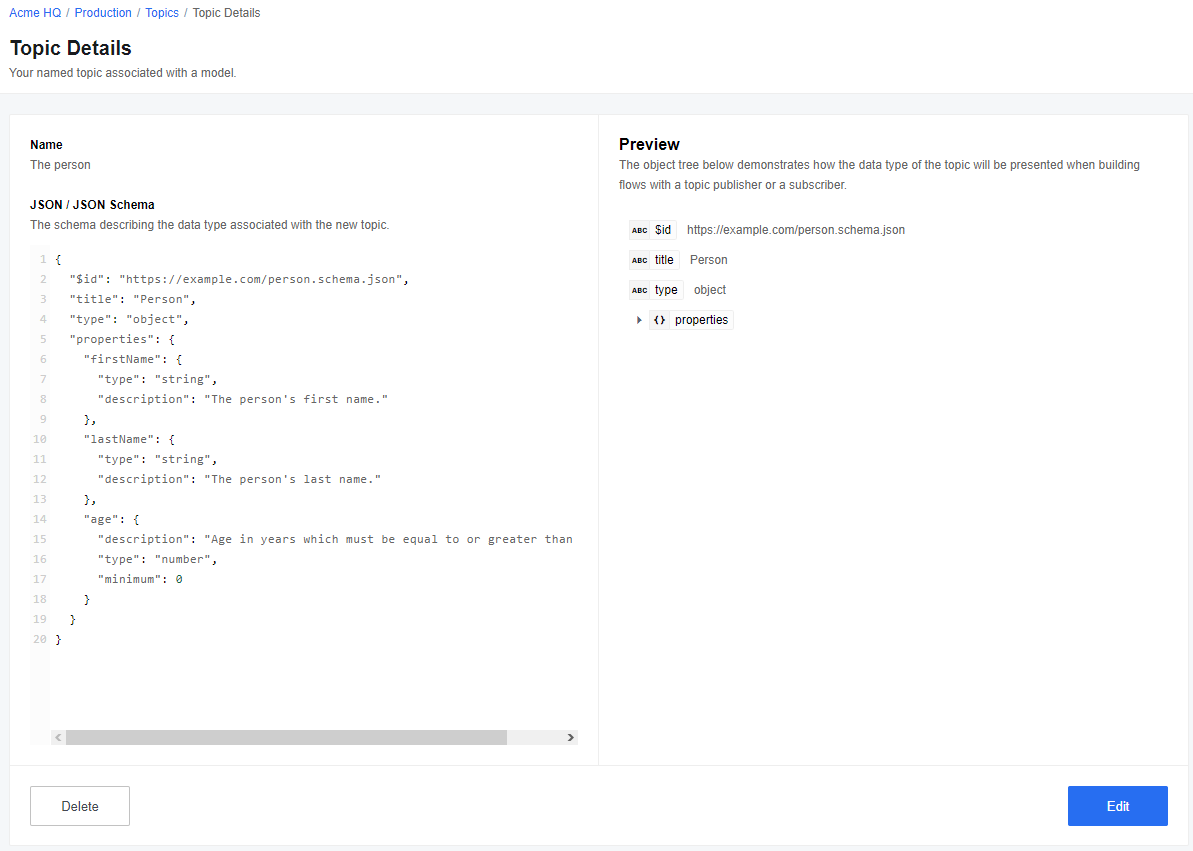 Acme HQ / Production / Topics / Topic Details
Topic Details
Your named topic associated with a model.
Name
The person
JSON / JSON Schema
The schema describing the data type associated with the new topic.
1 {
2   "$id": "https://example.com/person.schema.json",
3   "title": "Person",
4   "type": "object",
5   "properties": {
6     "firstName": {
7       "type": "string",
8       "description": "The person's first name."
9     },
10     "lastName": {
11       "type": "string",
12       "description": "The person's last name."
13     },
14     "age": {
15       "description": "Age in years which must be equal to or greater than
16       "type": "number",
17       "minimum": 0
18     }
19   }
20 }
Preview
The object tree below demonstrates how the data type of the topic will be presented when building
flows with a topic publisher or a subscriber.
ABC $id https://example.com/person.schema.json
ABC title Person
ABC type object
{} properties
Delete
Edit